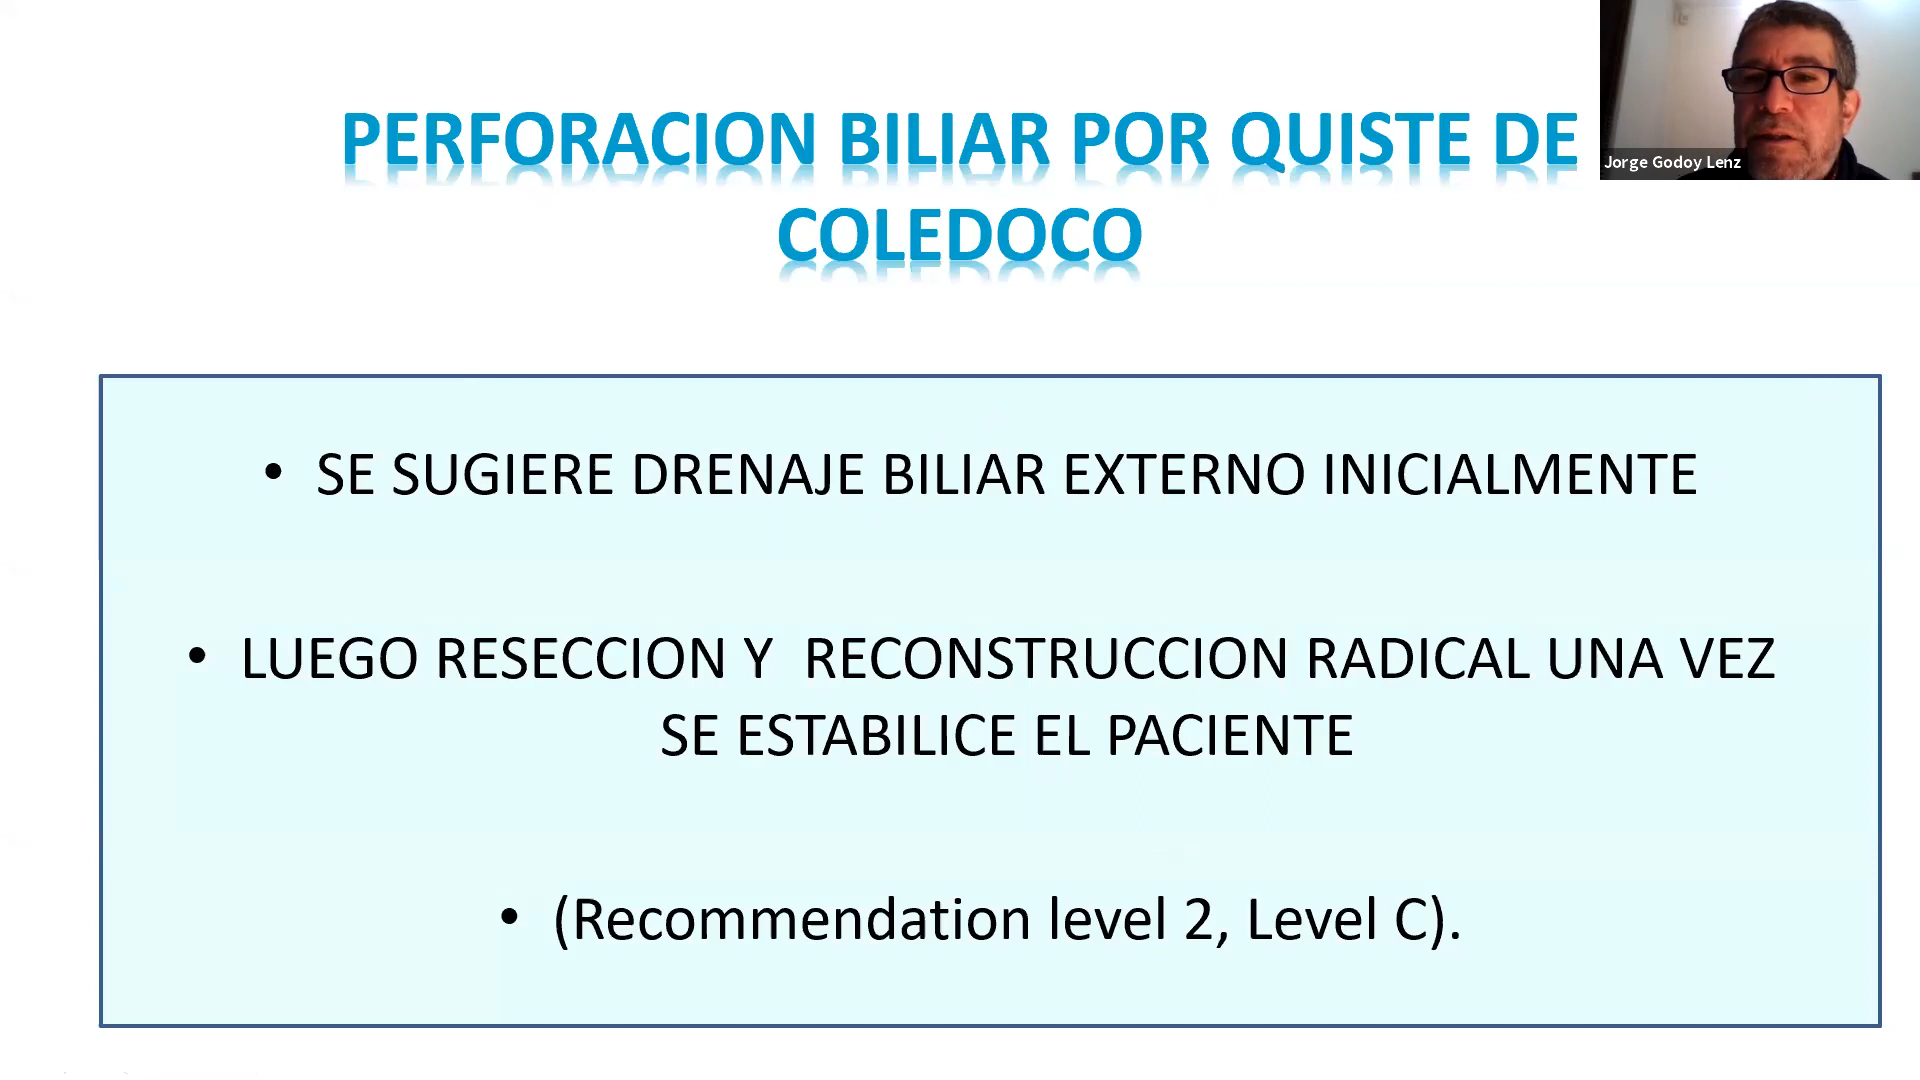 PERFORACION BILIAR POR QUISTE DE
COLEDOCO
Jorge Godoy Lenz
• SE SUGIERE DRENAJE BILIAR EXTERNO INICIALMENTE
• LUEGO RESECCION Y RECONSTRUCCION RADICAL UNA VEZ
SE ESTABILICE EL PACIENTE
• (Recommendation level 2, Level C).